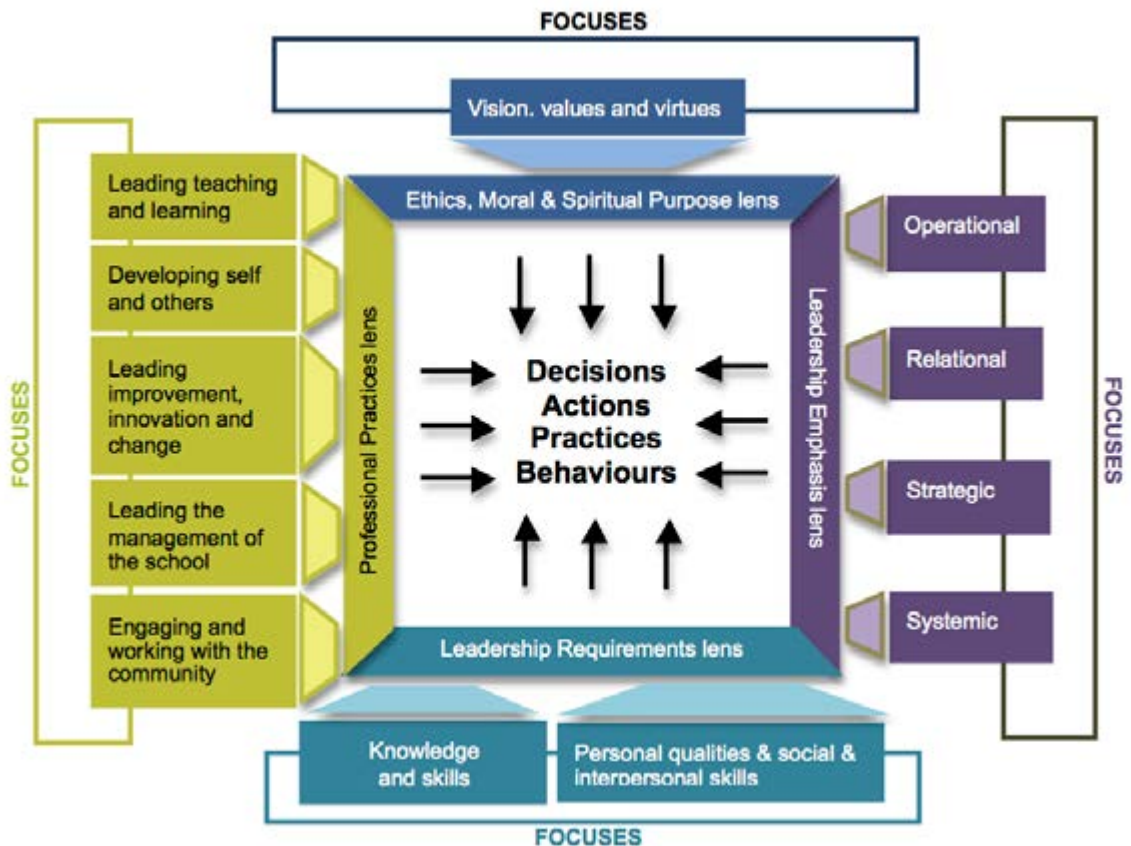 FOCUSES
Vision. values and virtues
Ethics, Moral & Spiritual Purpose lens
FOCUSES
Leading teaching
and learning
Developing self
and others
Leading
improvement,
innovation and
change
Leading the
management of
the school
Engaging and
working with the
community
Professional Practices lens
Decisions
Actions
Practices
Behaviours
Leadership Emphasis lens
Operational
Relational
Strategic
Systemic
FOCUSES
Leadership Requirements lens
Knowledge
and skills
Personal qualities & social &
interpersonal skills
FOCUSES